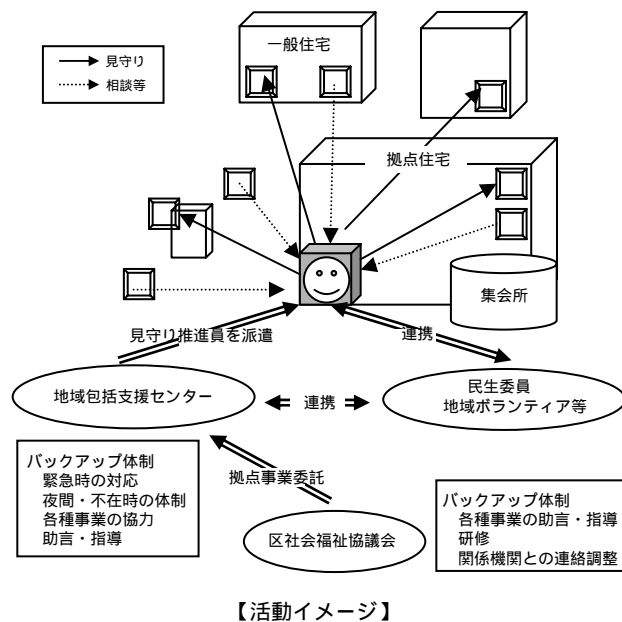 一般住宅
見守り
相談等
拠点住宅
集会所
見守り推進員を派遣
連携
地域包括支援センター
連携
民生委員
地域ボランティア等
バックアップ体制
緊急時の対応
夜間・不在時の体制
各種事業の協力
助言・指導
拠点事業委託
区社会福祉協議会
バックアップ体制
各種事業の助言・指導
研修
関係機関との連絡調整
【活動イメージ】